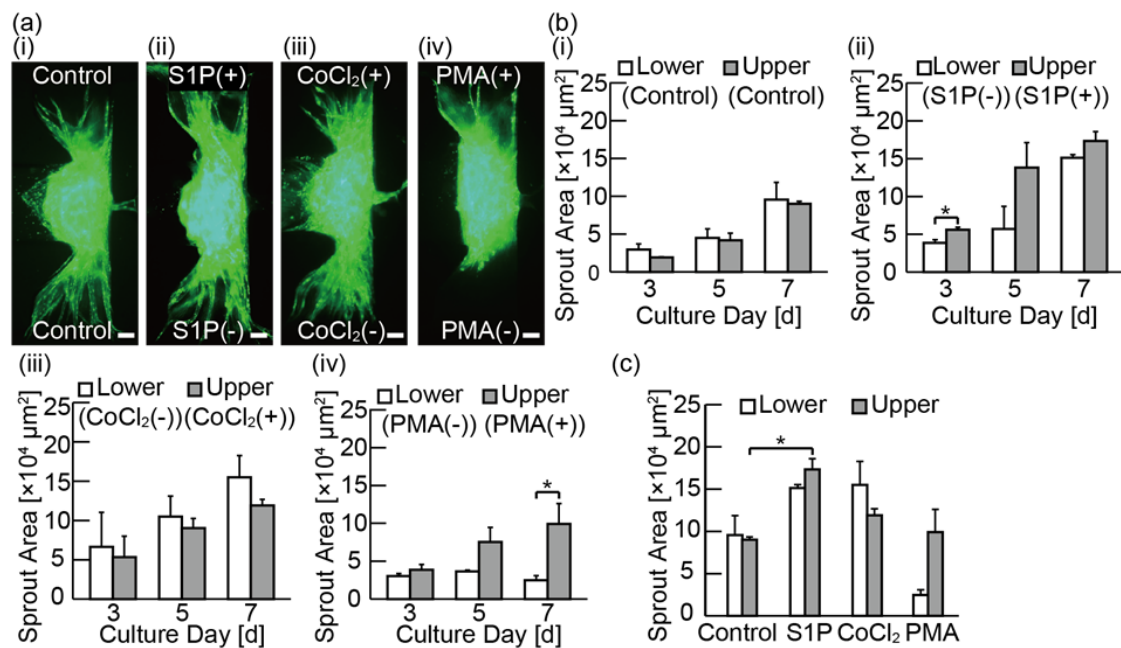 (a)
(i) (ii) (iii) (iv)
Control S1P(+) CoCl₂(+) PMA(+)
Control S1P(-) CoCl₂(-) PMA(-)
(b)
(i)
Lower Upper
(Control) (Control)
Sprout Area [×10⁴ µm²]
25
20
15
10
5
0
3 5 7
Culture Day [d]
(ii)
Lower Upper
(S1P(-)) (S1P(+))
Sprout Area [×10⁴ µm²]
25
20
15
10
5
0
*
3 5 7
Culture Day [d]
(iii)
Lower Upper
(CoCl₂(-)) (CoCl₂(+))
Sprout Area [×10⁴ µm²]
25
20
15
10
5
0
3 5 7
Culture Day [d]
(iv)
Lower Upper
(PMA(-)) (PMA(+))
Sprout Area [×10⁴ µm²]
25
20
15
10
5
0
*
3 5 7
Culture Day [d]
(c)
Lower Upper
Sprout Area [×10⁴ µm²]
25
20
15
10
5
0
*
Control S1P CoCl₂ PMA